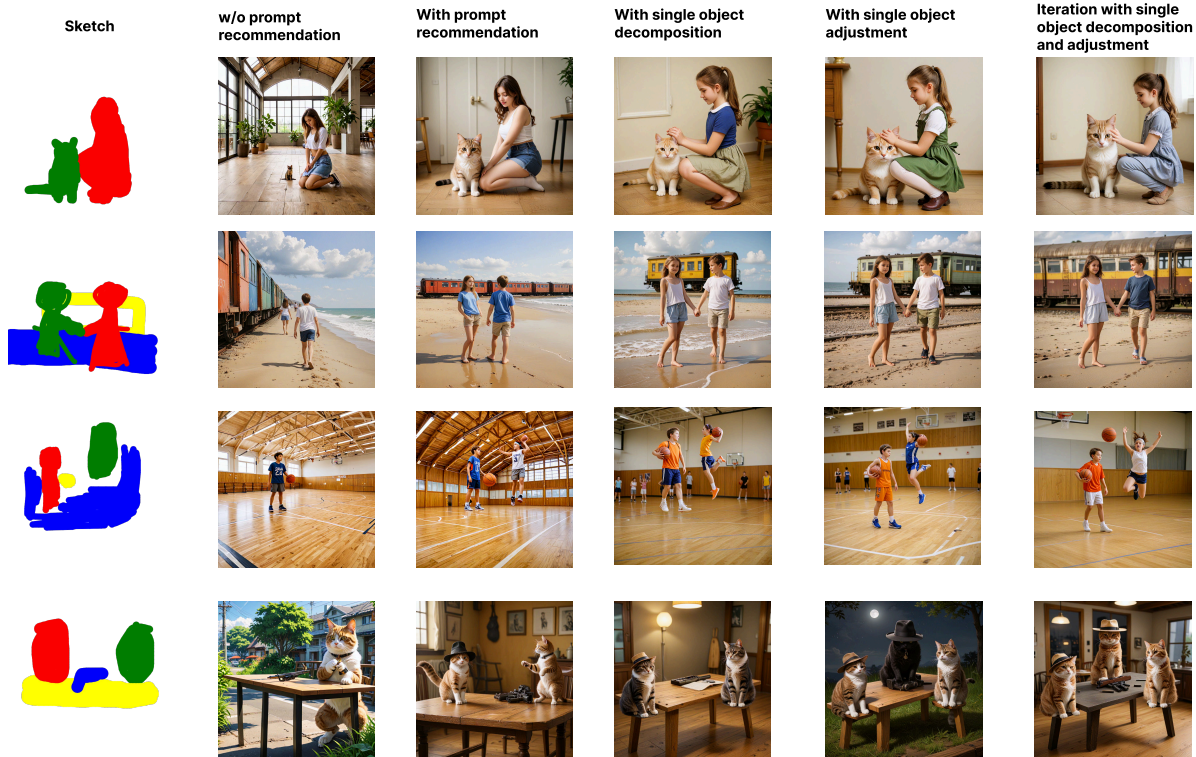 Sketch
w/o prompt
recommendation
With prompt
recommendation
With single object
decomposition
With single object
adjustment
Iteration with single
object decomposition
and adjustment